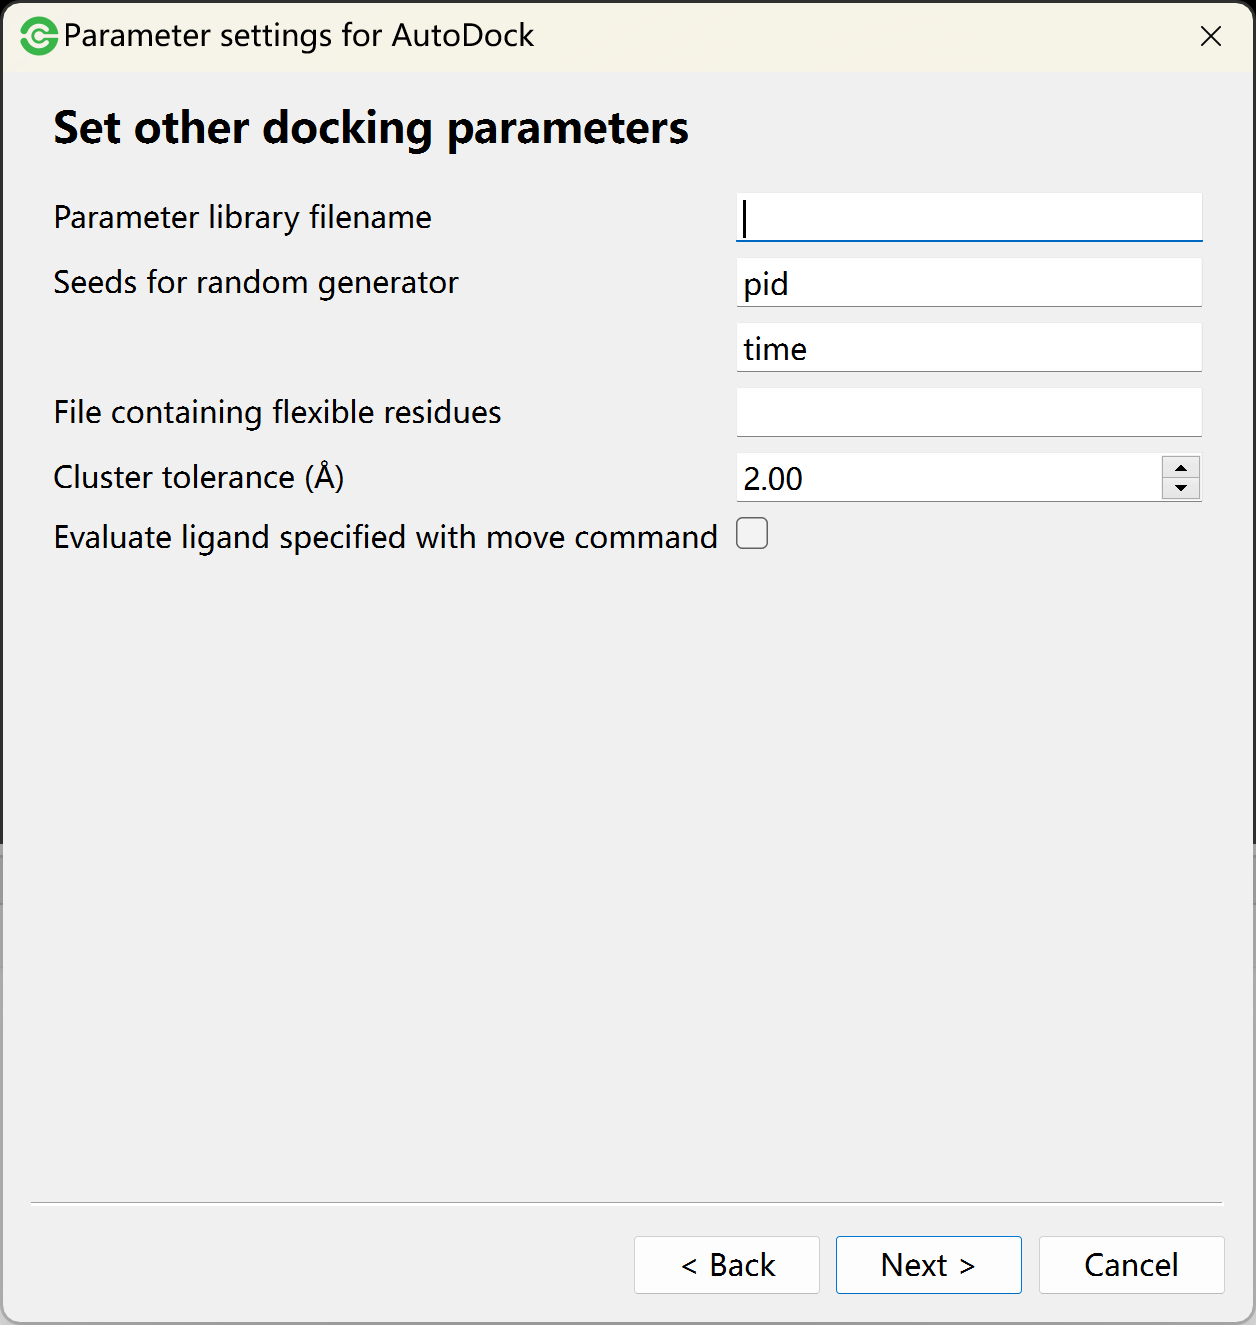 Parameter settings for AutoDock
Set other docking parameters
Parameter library filename
Seeds for random generator pid
time
File containing flexible residues
Cluster tolerance (Å) 2.00
Evaluate ligand specified with move command
< Back Next > Cancel